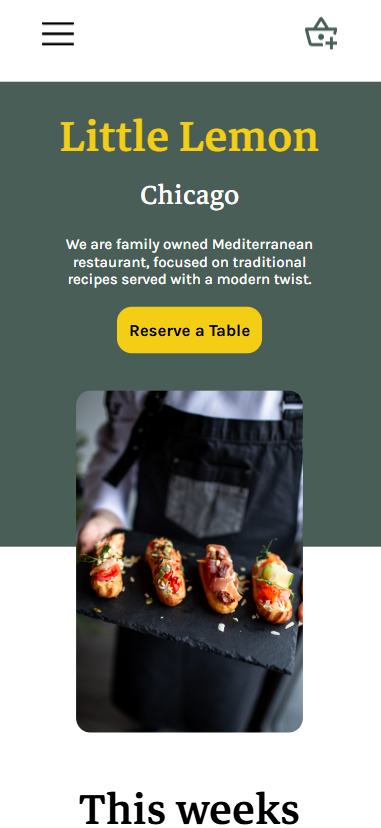 Little Lemon
Chicago
We are family owned Mediterranean
restaurant, focused on traditional
recipes served with a modern twist.
Reserve a Table
This weeks